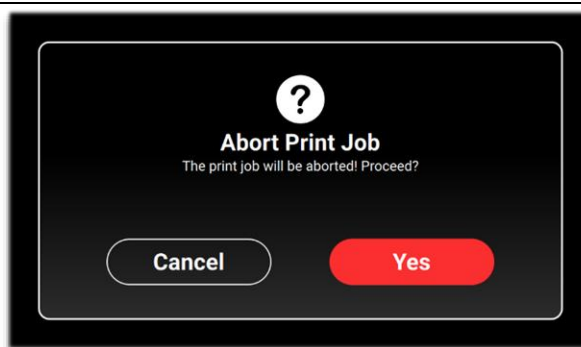 ?
Abort Print Job
The print job will be aborted! Proceed?
Cancel Yes